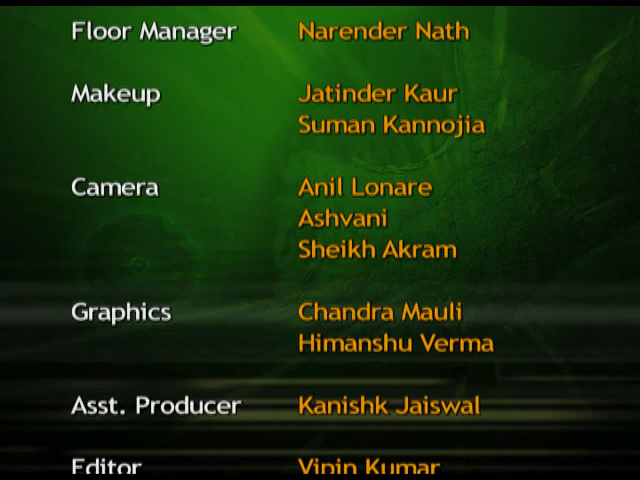 Floor Manager Narender Nath
Makeup Jatinder Kaur
Suman Kannojia
Camera Anil Lonare
Ashvani
Sheikh Akram
Graphics Chandra Mauli
Himanshu Verma
Asst. Producer Kanishk Jaiswal
Editor Vipin Kumar